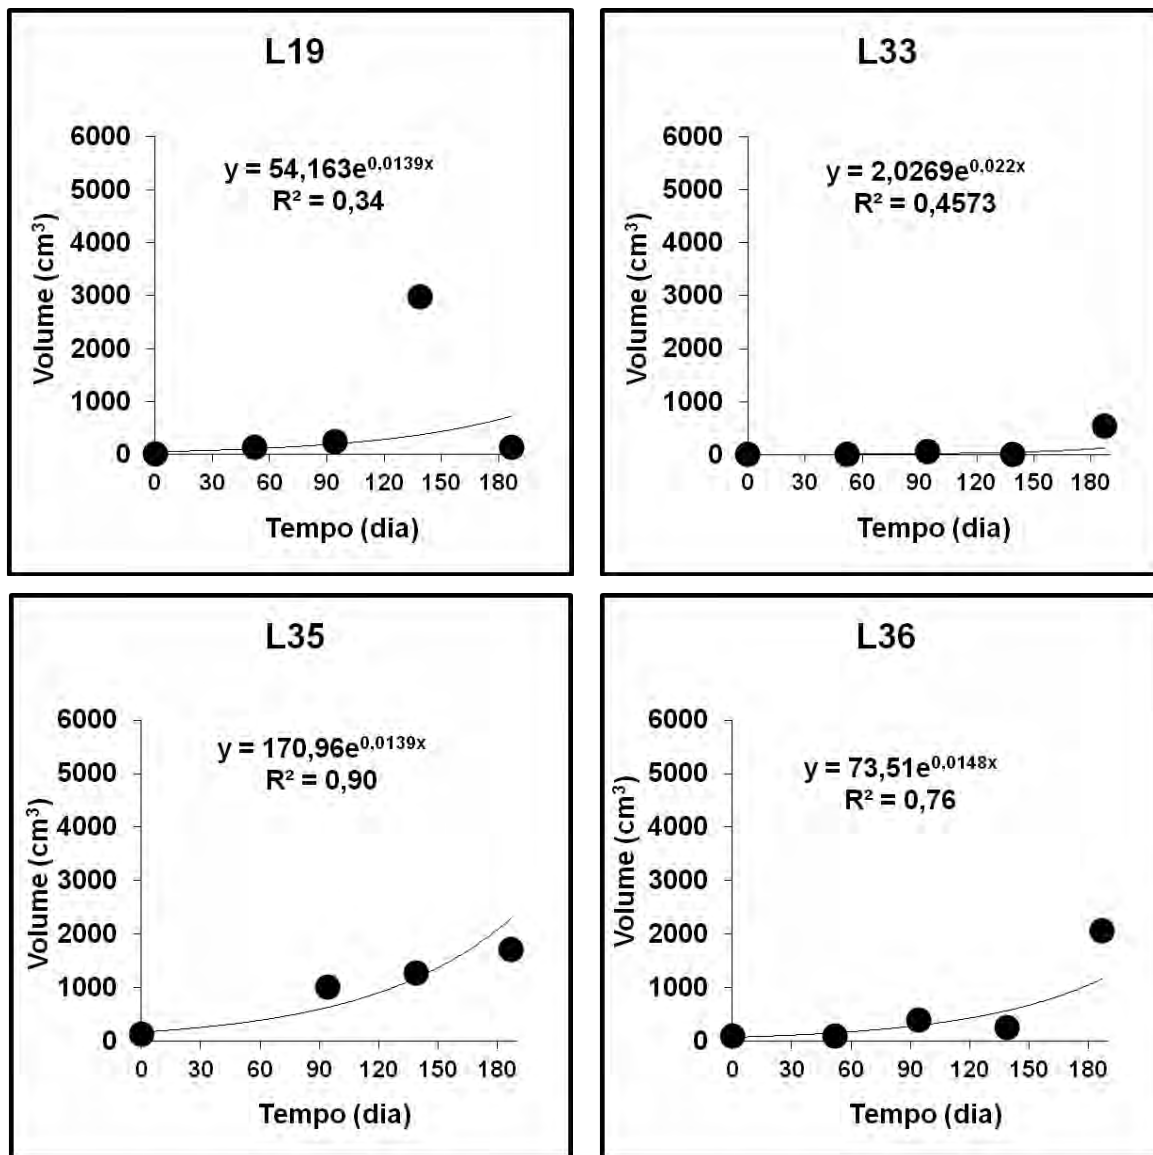 L19
6000
5000
4000
3000
2000
1000
0
y = 54,163e^0,0139x
R² = 0,34
Volume (cm³)
0 30 60 90 120 150 180
Tempo (dia)
L33
6000
5000
4000
3000
2000
1000
0
y = 2,0269e^0,022x
R² = 0,4573
Volume (cm³)
0 30 60 90 120 150 180
Tempo (dia)
L35
6000
5000
4000
3000
2000
1000
0
y = 170,96e^0,0139x
R² = 0,90
Volume (cm³)
0 30 60 90 120 150 180
Tempo (dia)
L36
6000
5000
4000
3000
2000
1000
0
y = 73,51e^0,0148x
R² = 0,76
Volume (cm³)
0 30 60 90 120 150 180
Tempo (dia)